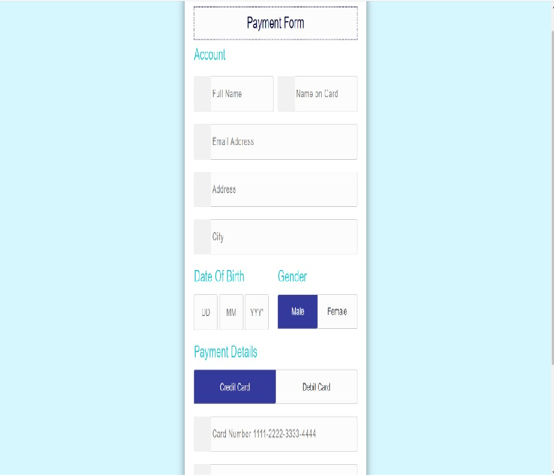 Payment Form
Account
Full Name Name on Card
Email Address
Address
City
Date Of Birth Gender
DD MM YYY Male Female
Payment Details
Credit Card Debit Card
Card Number 1111-2222-3333-4444